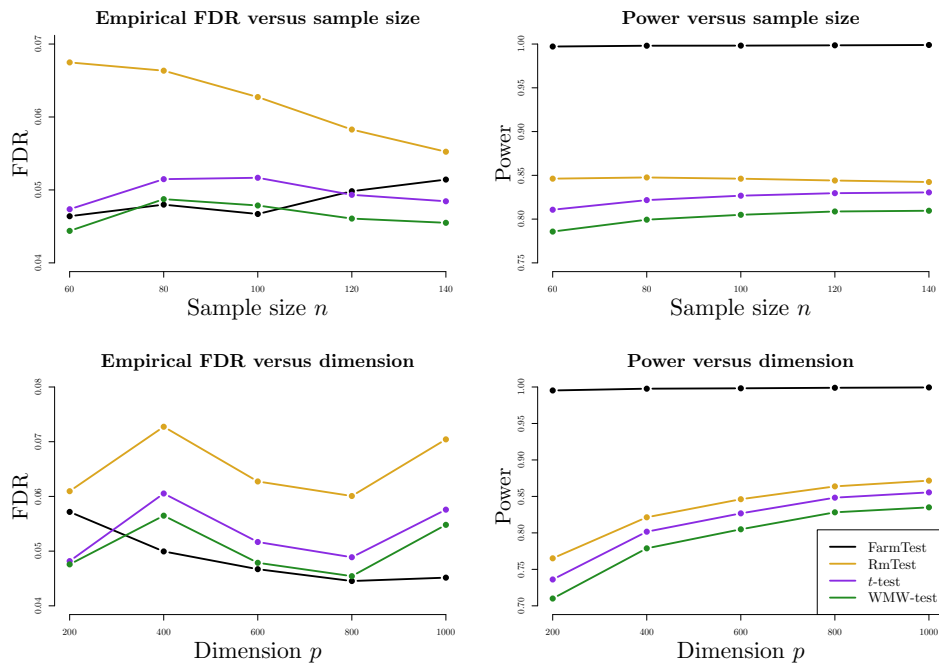 Empirical FDR versus sample size
FDR
0.07
0.06
0.05
0.04
60 80 100 120 140
Sample size n
Power versus sample size
Power
1.00
0.95
0.90
0.85
0.80
0.75
60 80 100 120 140
Sample size n
Empirical FDR versus dimension
FDR
0.08
0.07
0.06
0.05
0.04
200 400 600 800 1000
Dimension p
Power versus dimension
Power
1.00
0.95
0.90
0.85
0.80
0.75
0.70
200 400 600 800 1000
Dimension p
FarmTest
RmTest
t-test
WMW-test